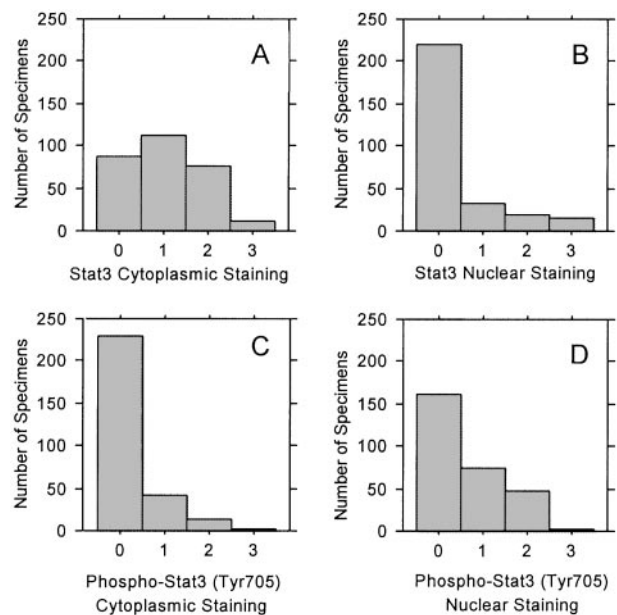 250
200
150
100
50
0
Number of Specimens
A
0 1 2 3
Stat3 Cytoplasmic Staining
250
200
150
100
50
0
Number of Specimens
B
0 1 2 3
Stat3 Nuclear Staining
250
200
150
100
50
0
Number of Specimens
C
0 1 2 3
Phospho-Stat3 (Tyr705)
Cytoplasmic Staining
250
200
150
100
50
0
Number of Specimens
D
0 1 2 3
Phospho-Stat3 (Tyr705)
Nuclear Staining